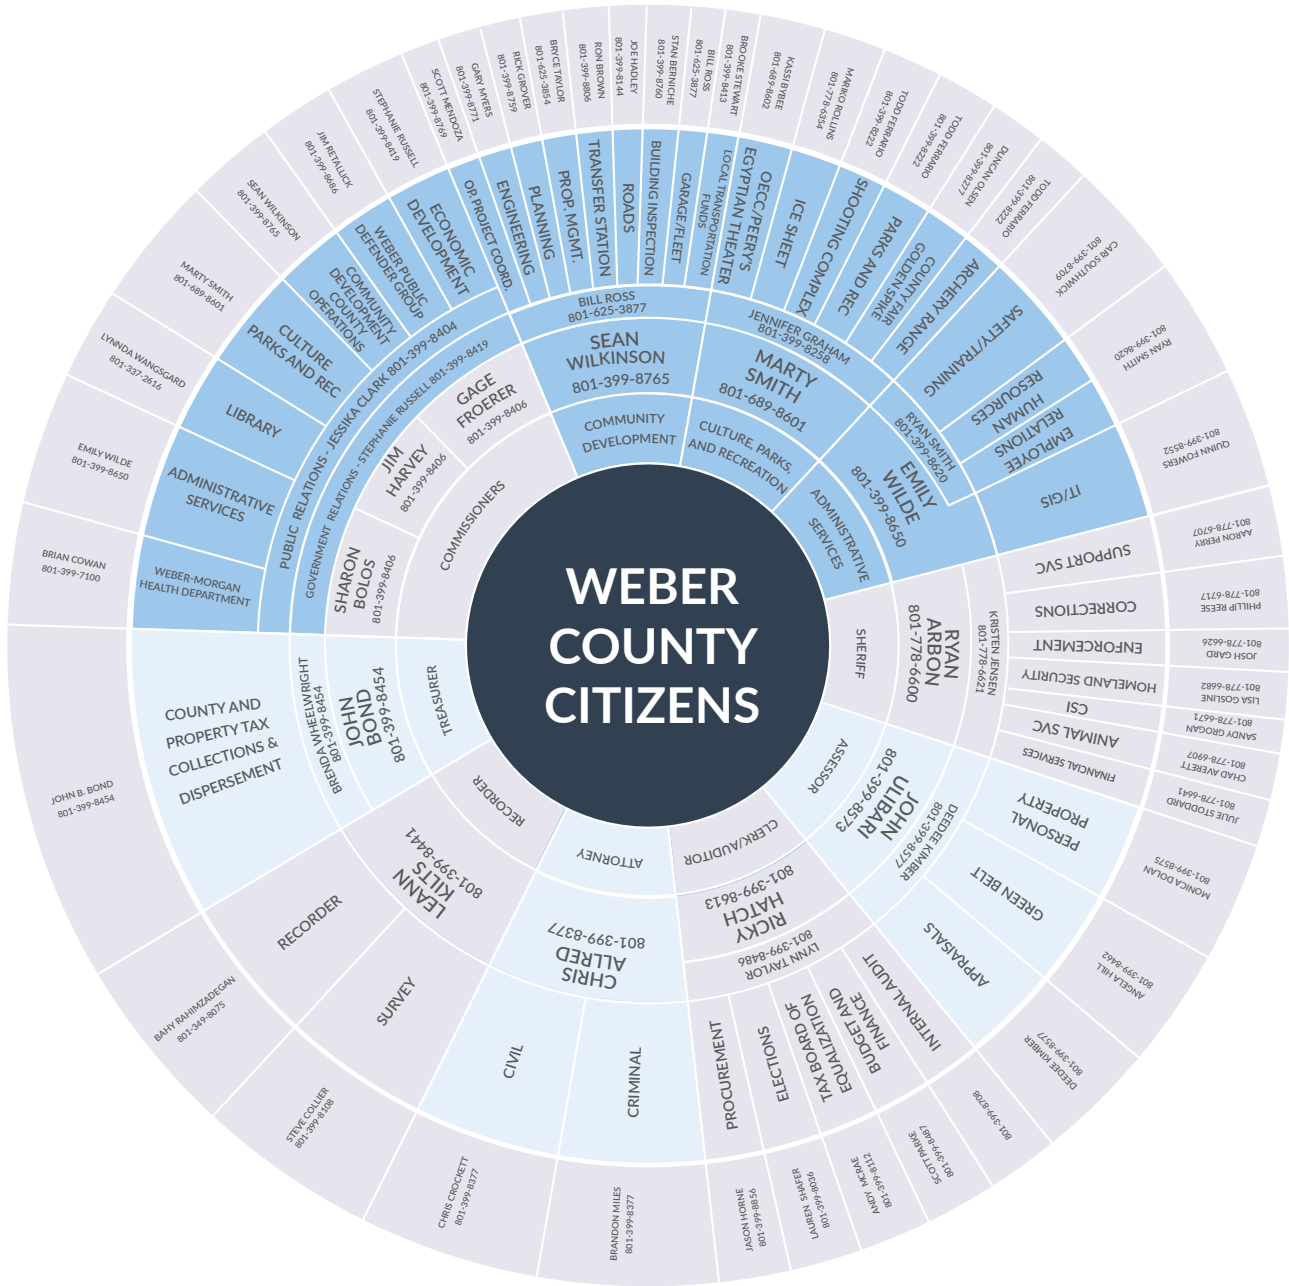 WEBER
COUNTY
CITIZENS
COMMISSIONERS
SHARON
BOLOS
801-399-8406
JIM
HARVEY
801-399-8406
GAGE
FROERER
801-399-8406
GOVERNMENT RELATIONS - STEPHANIE RUSSELL 801-399-8419
PUBLIC RELATIONS - JESSIKA CLARK 801-399-8404
WEBER-MORGAN
HEALTH DEPARTMENT
BRIAN COWAN
801-399-7100
ADMINISTRATIVE
SERVICES
EMILY WILDE
801-399-8650
LIBRARY
LYNNDA WANGSGARD
801-337-2616
CULTURE
PARKS AND REC
MARTY SMITH
801-689-8601
COMMUNITY
DEVELOPMENT
COUNTY
OPERATIONS
SEAN WILKINSON
801-399-8765
WEBER PUBLIC
DEFENDER GROUP
JIM RETALLICK
801-399-8686
ECONOMIC
DEVELOPMENT
STEPHANIE RUSSELL
801-399-8419
COMMUNITY
DEVELOPMENT
SEAN
WILKINSON
801-399-8765
BILL ROSS
801-625-3877
OP. PROJECT COORD.
SCOTT MENDOZA
801-399-8769
ENGINEERING
GARY MYERS
801-399-8771
PLANNING
RICK GROVER
801-399-8759
PROP. MGMT.
BRYCE TAYLOR
801-625-3854
TRANSFER STATION
RON BROWN
801-399-8806
ROADS
JOE HADLEY
801-399-8144
BUILDING INSPECTION
STAN BERNICHE
801-399-8760
GARAGE/FLEET
BILL ROSS
801-625-3877
LOCAL TRANSPORTATION
FUNDS
BROOKE STEWART
801-399-8413
CULTURE, PARKS,
AND RECREATION
MARTY
SMITH
801-689-8601
JENNIFER GRAHAM
801-399-8258
OECC/PEERY'S
EGYPTIAN THEATER
KASSI BYBEE
801-689-8602
ICE SHEET
MARIKO ROLLINS
801-778-6354
SHOOTING COMPLEX
TODD FERRARIO
801-399-8222
PARKS AND REC
TODD FERRARIO
801-399-8222
COUNTY FAIR
GOLDEN SPIKE
DUNCAN OLSEN
801-399-8277
ARCHERY RANGE
TODD FERRARIO
801-399-8222
ADMINISTRATIVE
SERVICES
EMILY
WILDE
801-399-8650
RYAN SMITH
801-399-8620
SAFETY/TRAINING
CARI SOUTHWICK
801-399-8709
HUMAN
RESOURCES
EMPLOYEE
RELATIONS
RYAN SMITH
801-399-8620
IT/GIS
QUINN FOWERS
801-399-8552
SHERIFF
RYAN
ARBON
801-778-6600
KRISTEN JENSEN
801-778-6621
SUPPORT SVC
AARON PERRY
801-778-6707
CORRECTIONS
PHILLIP REESE
801-778-6717
ENFORCEMENT
JOSH GARD
801-778-6626
HOMELAND SECURITY
LISA GOSLINE
801-778-6682
CSI
SANDY GROGAN
801-778-6671
ANIMAL SVC
CHAD AVERETT
801-778-6907
FINANCIAL SERVICES
JULIE STODDARD
801-778-6641
ASSESSOR
JOHN
ULIBARI
801-399-8573
DEEDEE KIMBER
801-399-8577
PERSONAL
PROPERTY
MONICA DOLAN
801-399-8575
GREEN BELT
ANGELA HILL
801-399-8462
APPRAISALS
DEEDEE KIMBER
801-399-8577
CLERK/AUDITOR
RICKY
HATCH
801-399-8613
LYNN TAYLOR
801-399-8486
INTERNAL AUDIT
801-399-8708
BUDGET AND
FINANCE
SCOTT PARKE
801-399-8487
TAX BOARD OF
EQUALIZATION
ANDY MCRAE
801-399-8112
ELECTIONS
LAUREN SHAFER
801-399-8036
PROCUREMENT
JASON HORNE
801-399-8856
ATTORNEY
CHRIS
ALLRED
801-399-8377
CRIMINAL
BRANDON MILES
801-399-8377
CIVIL
CHRIS CROCKETT
801-399-8377
RECORDER
LEANN
KILTS
801-399-8441
SURVEY
STEVE COLLIER
801-399-8108
RECORDER
BAHY RAHIMZADEGAN
801-349-8075
TREASURER
JOHN
BOND
801-399-8454
BRENDA WHEELWRIGHT
801-399-8454
COUNTY AND
PROPERTY TAX
COLLECTIONS &
DISPERSEMENT
JOHN B. BOND
801-399-8454